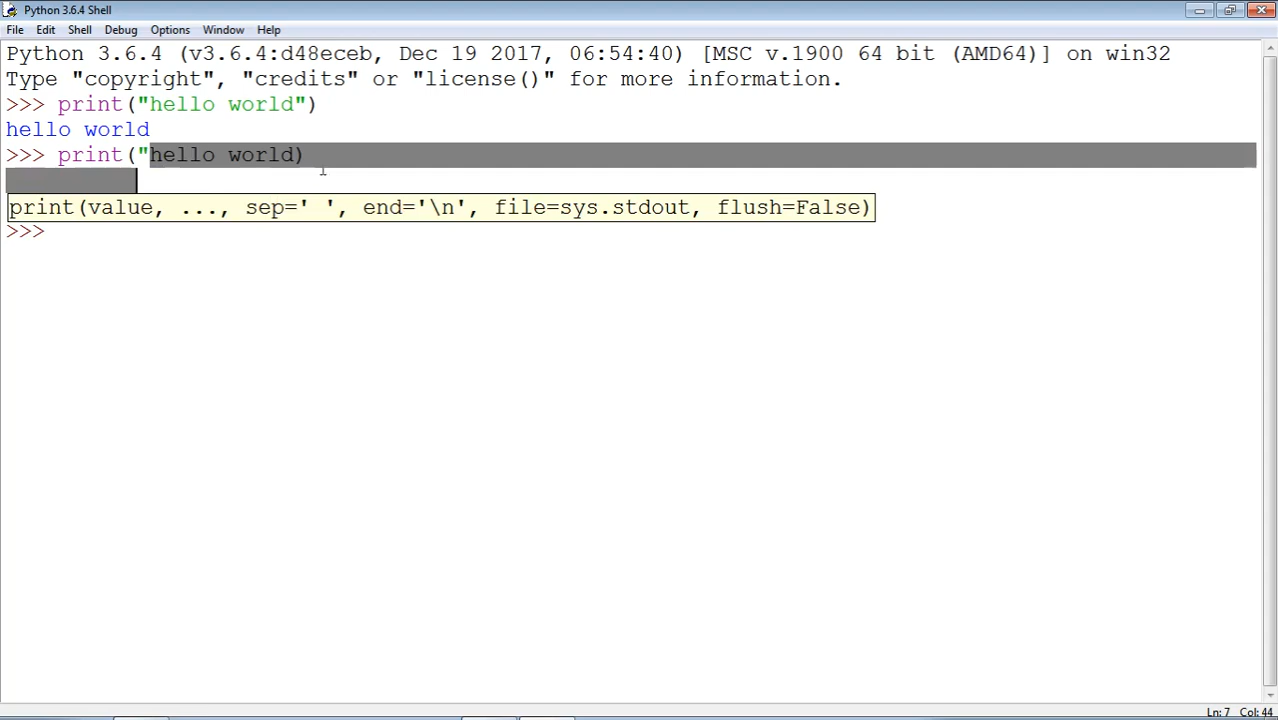 Python 3.6.4 Shell
File Edit Shell Debug Options Window Help
Python 3.6.4 (v3.6.4:d48eceb, Dec 19 2017, 06:54:40) [MSC v.1900 64 bit (AMD64)] on win32
Type "copyright", "credits" or "license()" for more information.
>>> print("hello world")
hello world
>>> print("hello world)
print(value, ..., sep=' ', end='\n', file=sys.stdout, flush=False)
>>>
Ln: 7 Col: 44